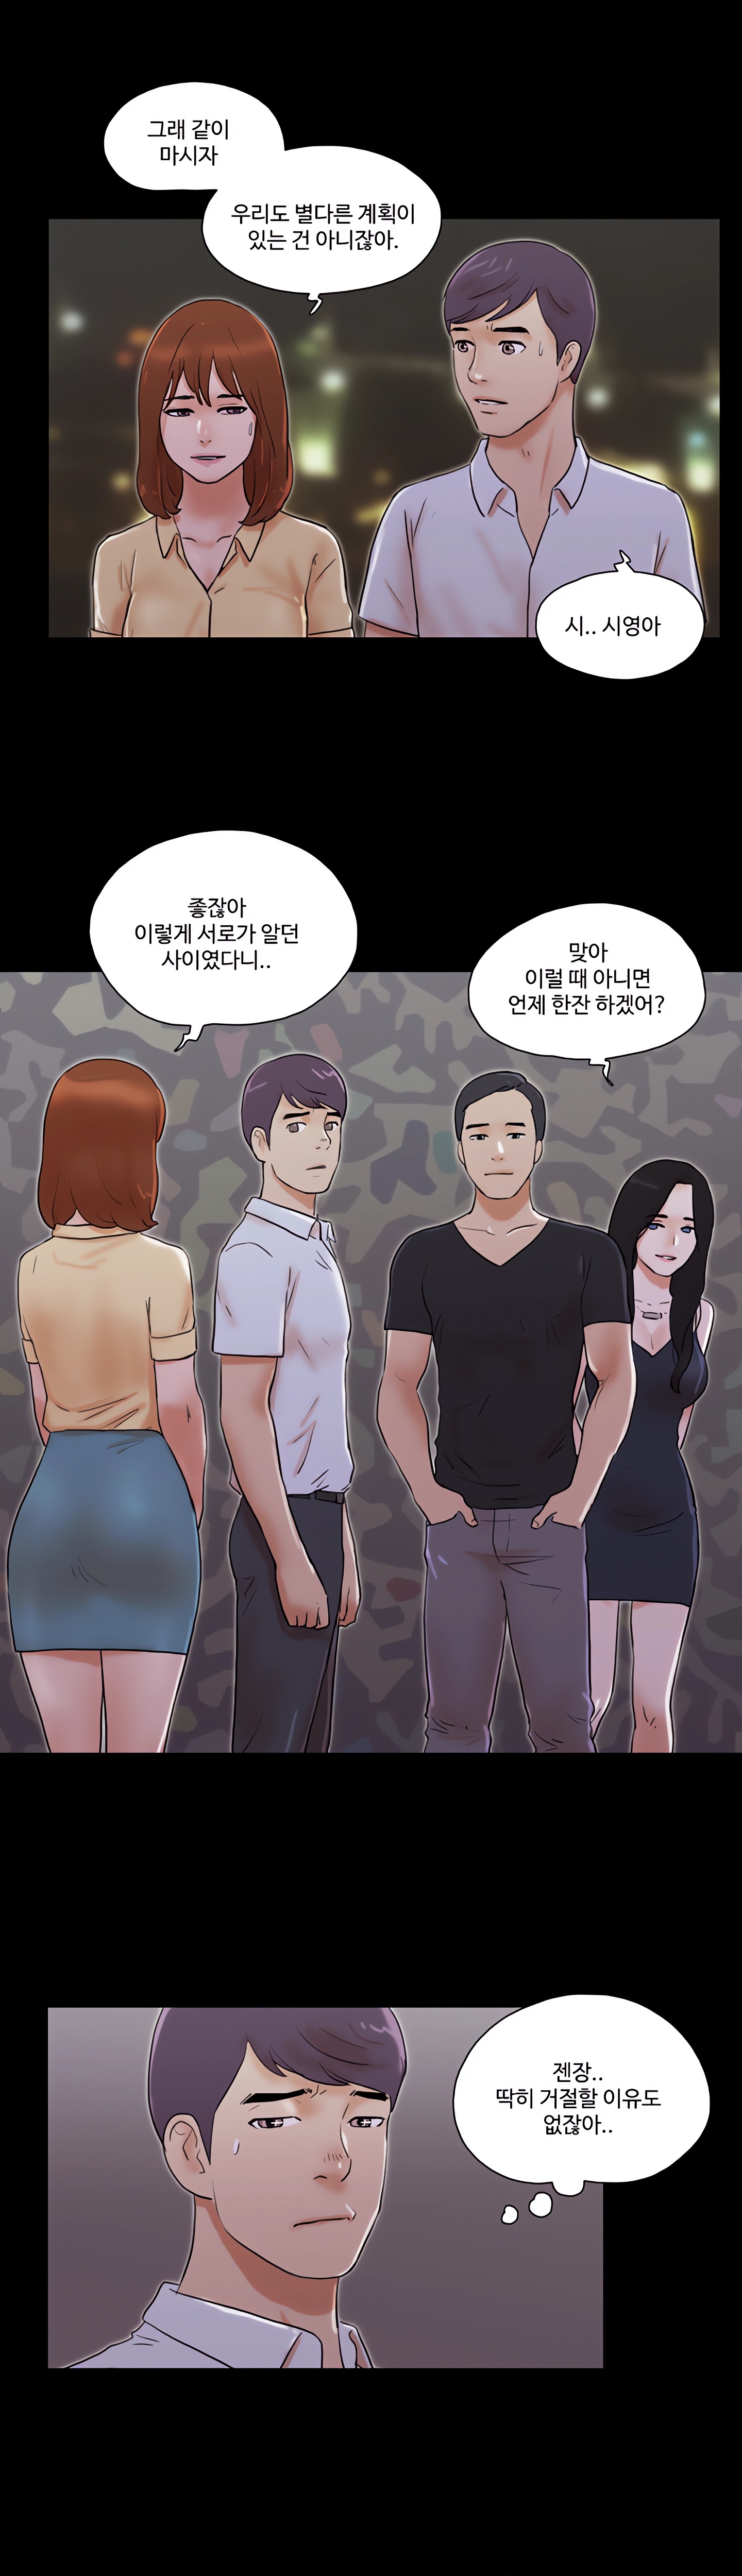 그래 같이
마시자
우리도 별다른 계획이
있는 건 아니잖아.
시.. 시영아
좋잖아
이렇게 서로가 알던
사이였다니..
맞아
이럴 때 아니면
언제 한잔 하겠어?
젠장..
딱히 거절할 이유도
없잖아..